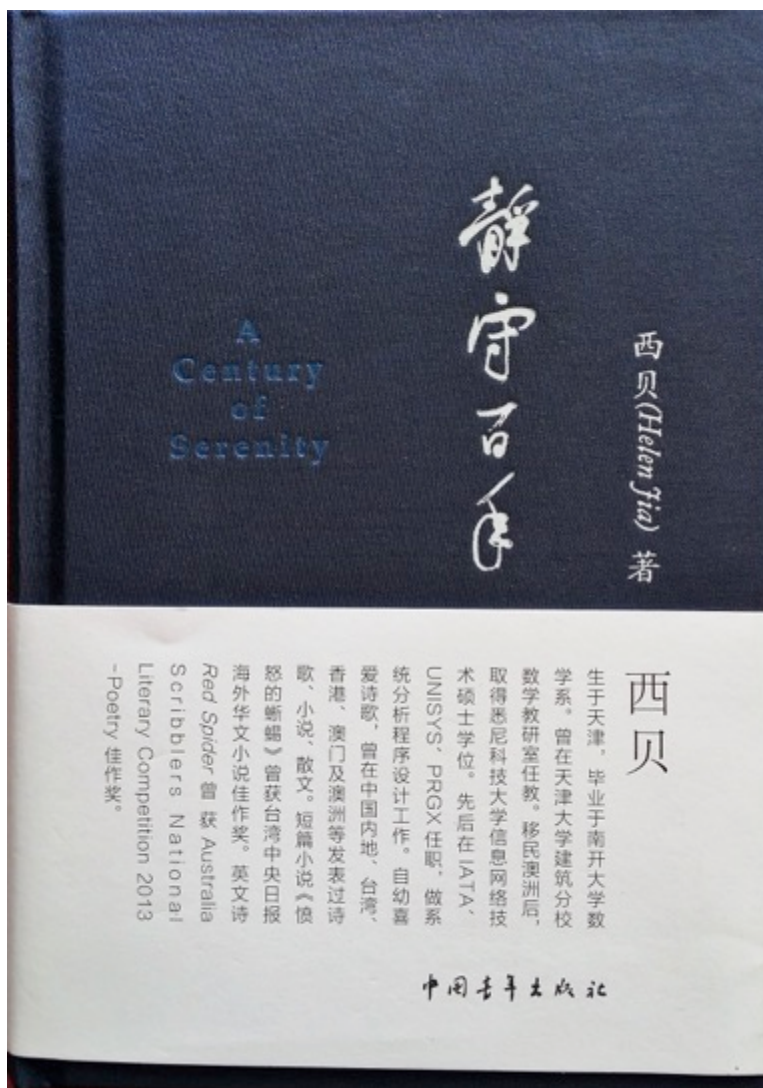 静守百年
A
Century
of
Serenity
西贝(Helen Jia) 著
西贝
生于天津，毕业于南开大学数
学系。曾在天津大学建筑分校
数学教研室任教。移民澳洲后，
取得悉尼科技大学信息网络技
术硕士学位。先后在 IATA、
UNISYS、PRGX 任职，做系
统分析程序设计工作。自幼喜
爱诗歌，曾在中国内地、台湾、
香港、澳门及澳洲等发表过诗
歌、小说、散文。短篇小说《愤
怒的蜥蜴》曾获台湾中央日报
海外华文小说佳作奖。英文诗
Red Spider 曾 获 Australia
Scribblers National
Literary Competition 2013
-Poetry 佳作奖。
中国青年出版社